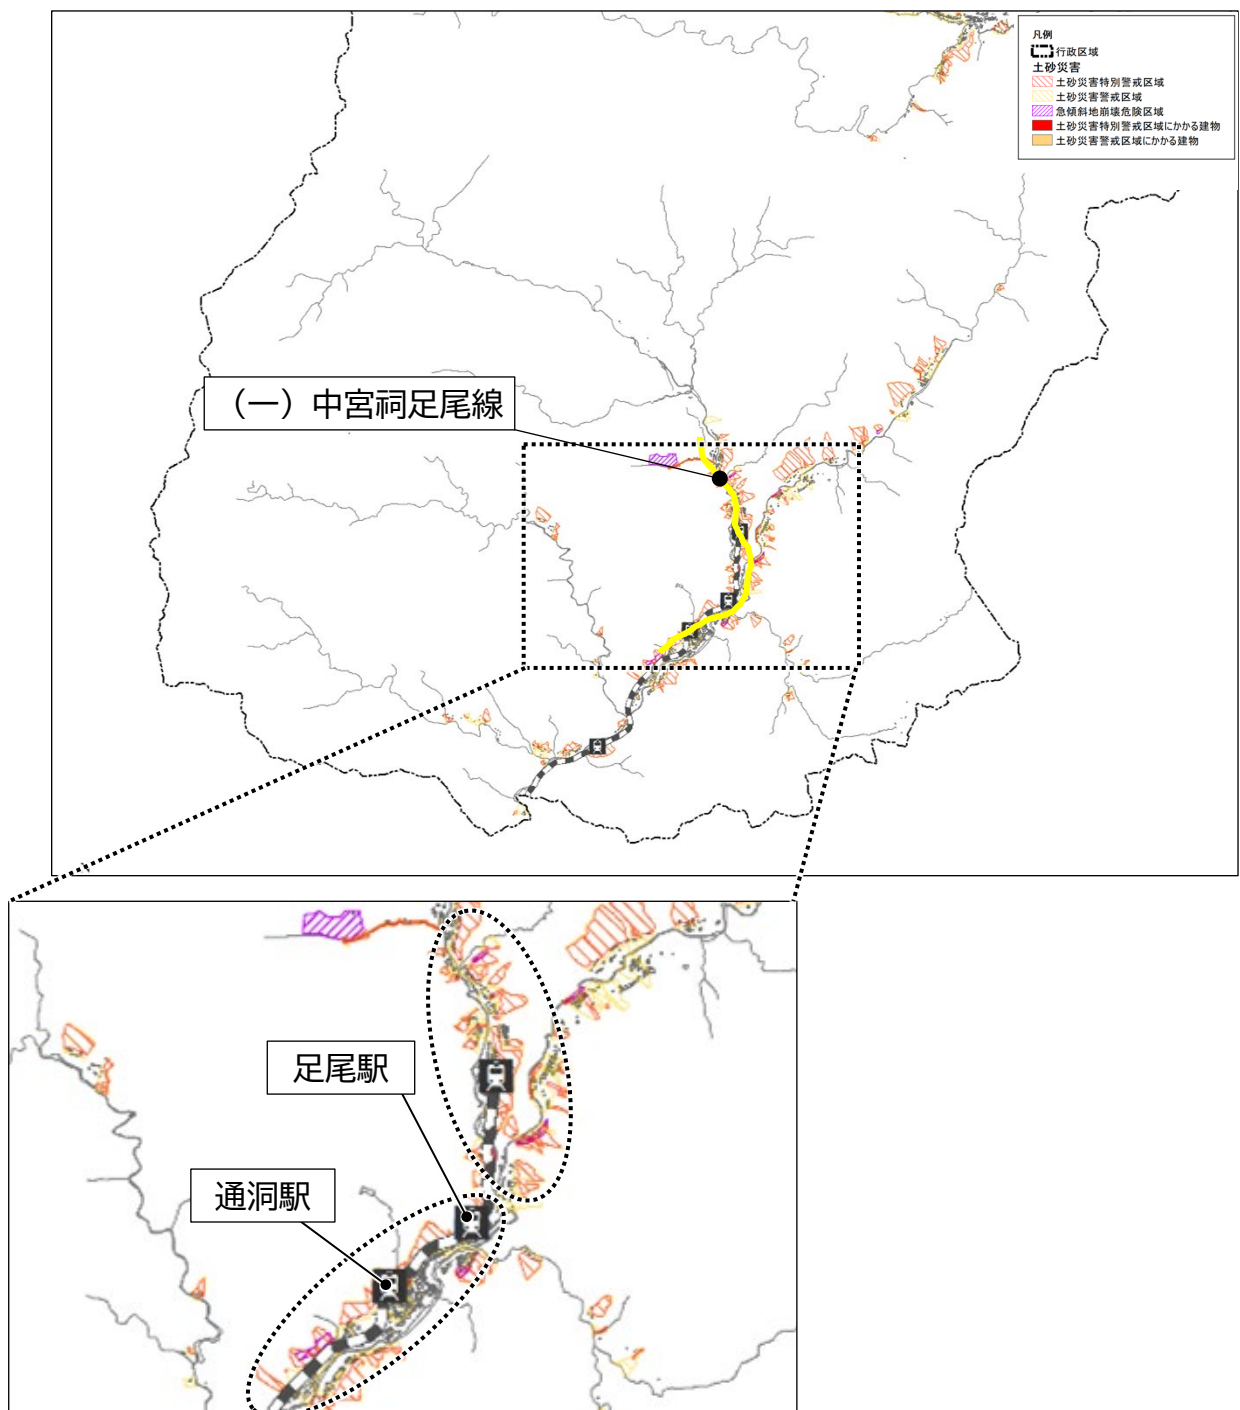 凡例
行政区域
土砂災害
土砂災害特別警戒区域
土砂災害警戒区域
急傾斜地崩壊危険区域
土砂災害特別警戒区域にかかる建物
土砂災害警戒区域にかかる建物
（一）中宮祠足尾線
足尾駅
通洞駅